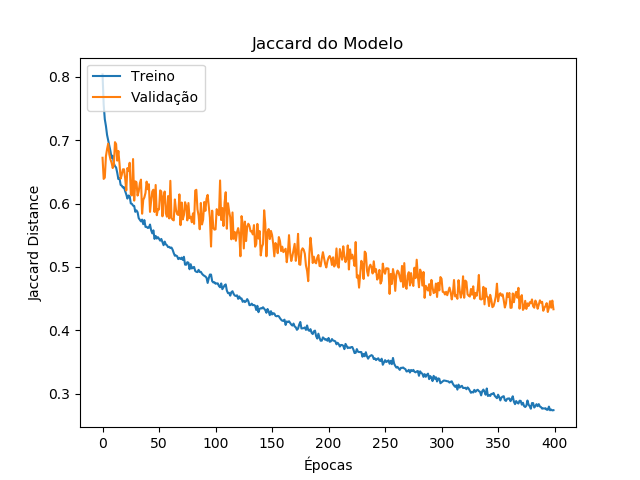 Jaccard do Modelo
Treino
Validação
0.8
0.7
0.6
0.5
0.4
0.3
Jaccard Distance
0 50 100 150 200 250 300 350 400
Épocas